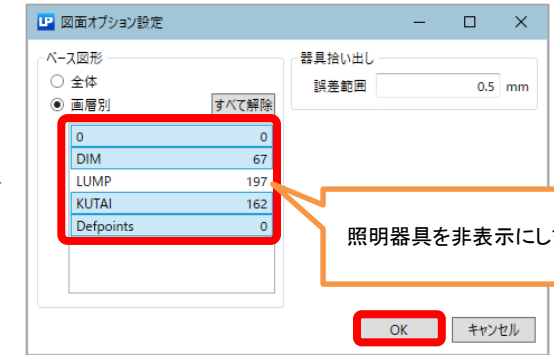 LP 図面オプション設定
ベース図形
全体
画層別
すべて解除
0 0
DIM 67
LUMP 197
KUTAI 162
Defpoints 0
器具拾い出し
誤差範囲 0.5 mm
照明器具を非表示にし
OK キャンセル